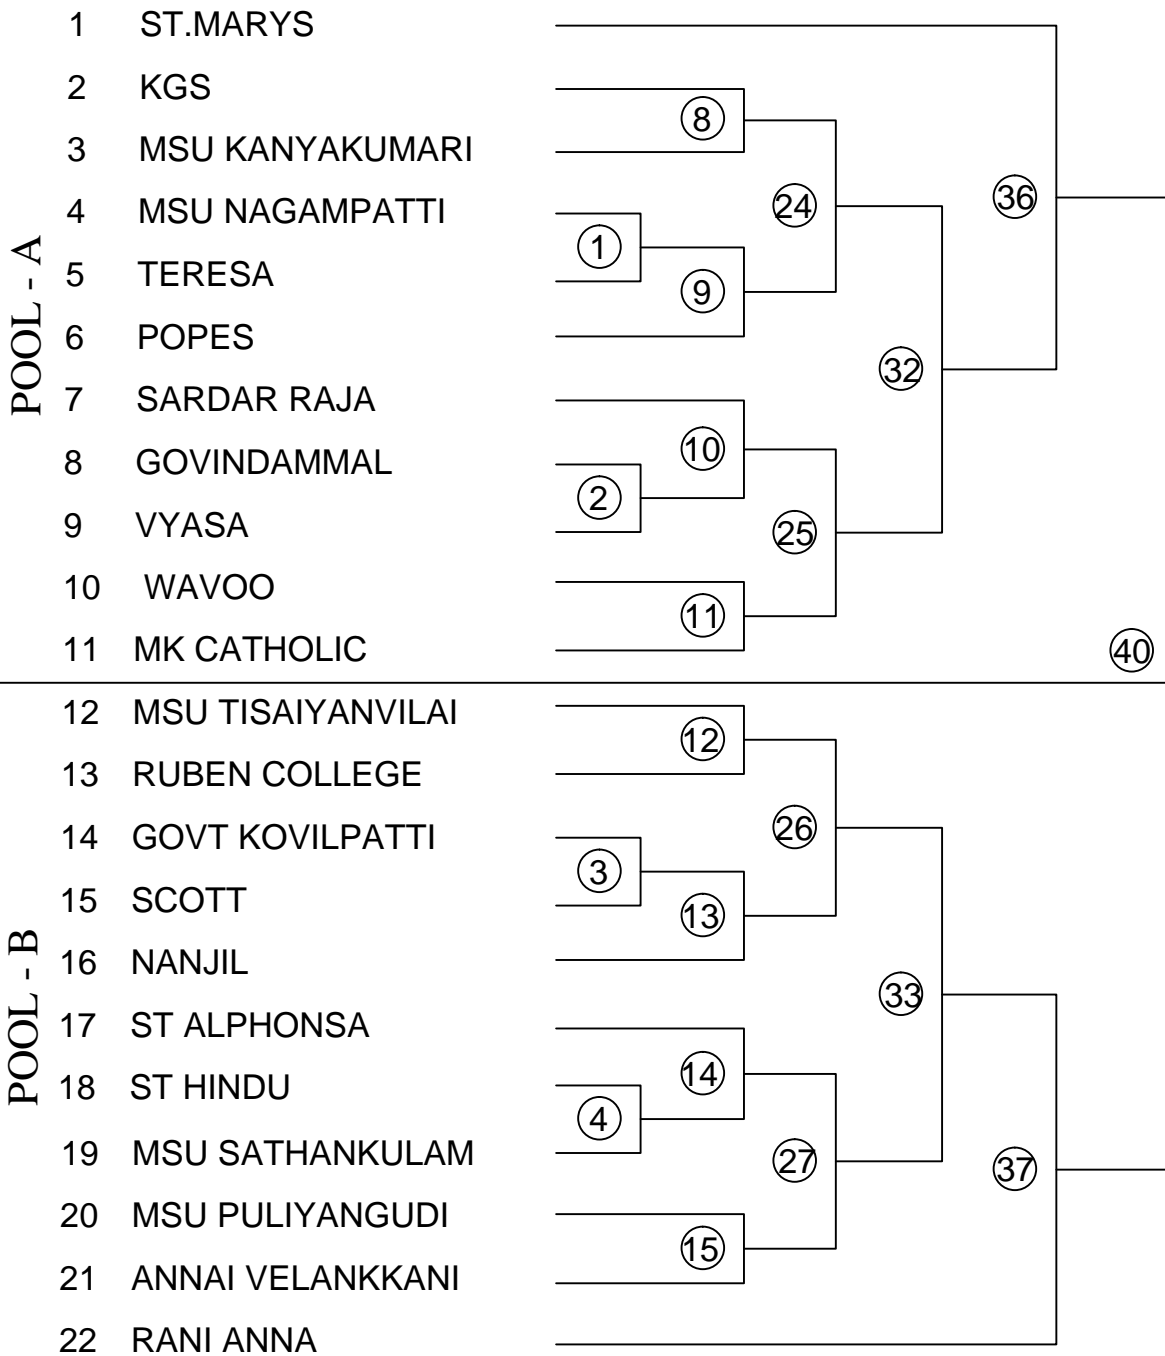 1 ST.MARYS
2 KGS
8
3 MSU KANYAKUMARI
4 MSU NAGAMPATTI
24
36
1
5 TERESA
9
6 POPES
32
7 SARDAR RAJA
10
8 GOVINDAMMAL
2
9 VYASA
25
10 WAVOO
11
11 MK CATHOLIC
40
POOL - A
12 MSU TISAIYANVILAI
12
13 RUBEN COLLEGE
14 GOVT KOVILPATTI
26
3
15 SCOTT
13
16 NANJIL
33
17 ST ALPHONSA
14
18 ST HINDU
4
19 MSU SATHANKULAM
27
37
20 MSU PULIYANGUDI
15
21 ANNAI VELANKKANI
22 RANI ANNA
POOL - B